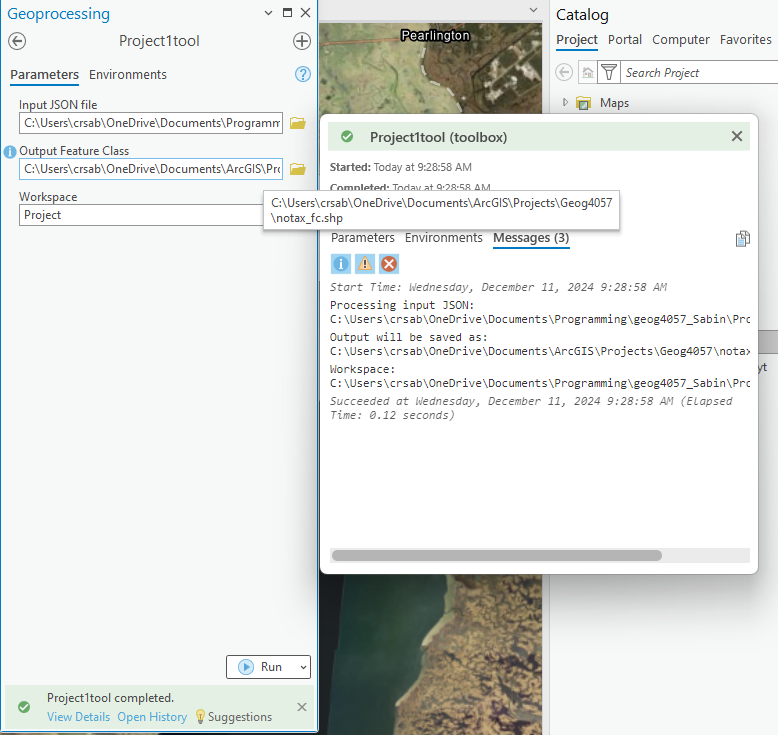 Geoprocessing
Project1tool
Parameters Environments
Input JSON file
C:\Users\crsab\OneDrive\Documents\Programm
Output Feature Class
C:\Users\crsab\OneDrive\Documents\ArcGIS\Pro
Workspace
Project
C:\Users\crsab\OneDrive\Documents\ArcGIS\Projects\Geog4057
\notax_fc.shp
Run
Project1tool completed.
View Details Open History Suggestions
Pearlington
Project1tool (toolbox)
Started: Today at 9:28:58 AM
Completed: Today at 9:28:58 AM
Parameters Environments Messages (3)
Start Time: Wednesday, December 11, 2024 9:28:58 AM
Processing input JSON:
C:\Users\crsab\OneDrive\Documents\Programming\geog4057_Sabin\Pro
Output will be saved as:
C:\Users\crsab\OneDrive\Documents\ArcGIS\Projects\Geog4057\notax
Workspace:
C:\Users\crsab\OneDrive\Documents\Programming\geog4057_Sabin\Pro
Succeeded at Wednesday, December 11, 2024 9:28:58 AM (Elapsed
Time: 0.12 seconds)
Catalog
Project Portal Computer Favorites
Search Project
Maps
yt